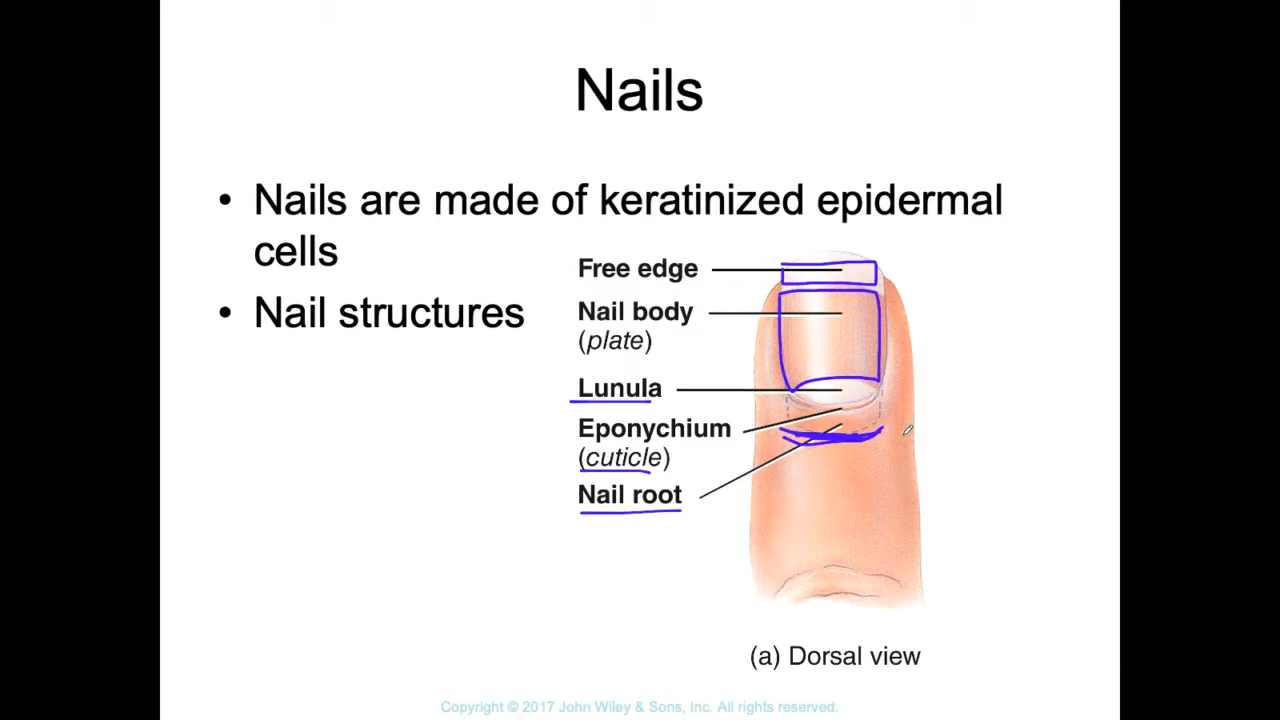 Nails
• Nails are made of keratinized epidermal
cells
• Nail structures
Free edge
Nail body
(plate)
Lunula
Eponychium
(cuticle)
Nail root
(a) Dorsal view
Copyright © 2017 John Wiley & Sons, Inc. All rights reserved.